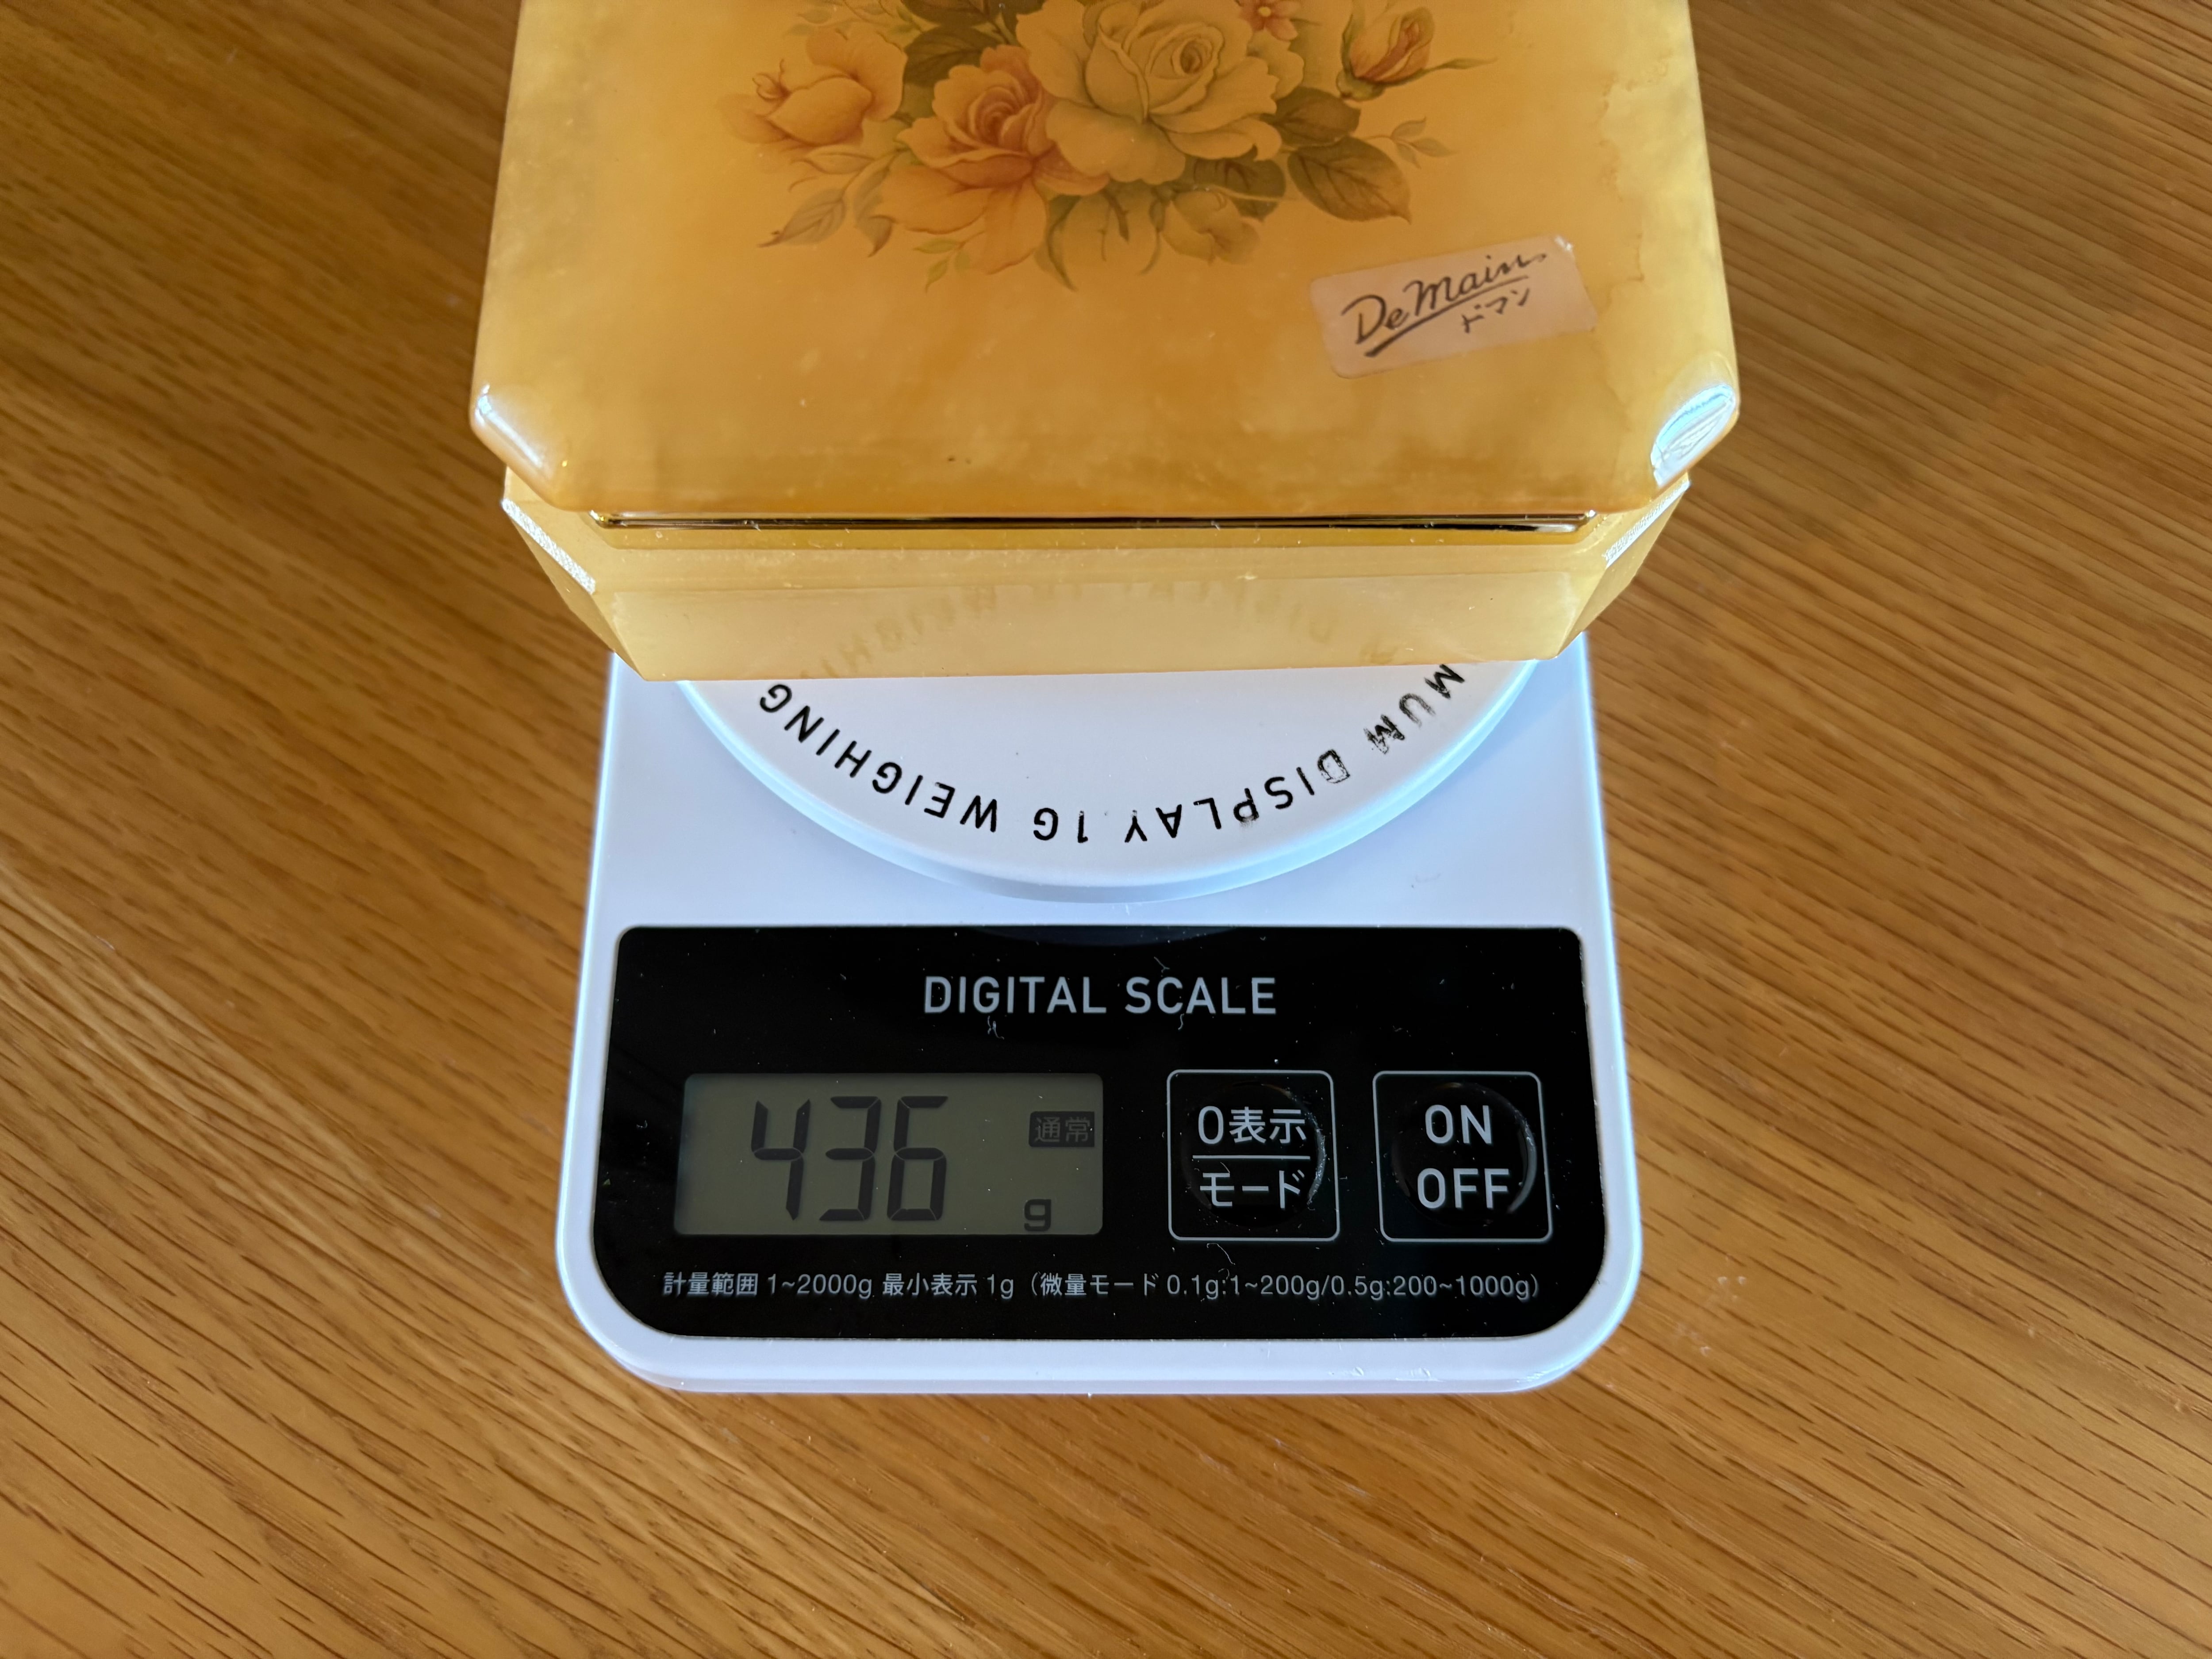 De Main
ドマン
MUM DISPLAY 1G WEIGHING
DIGITAL SCALE
436 g
通常
0表示
モード
ON
OFF
計量範囲 1~2000g 最小表示 1g（微量モード 0.1g:1~200g/0.5g:200~1000g）